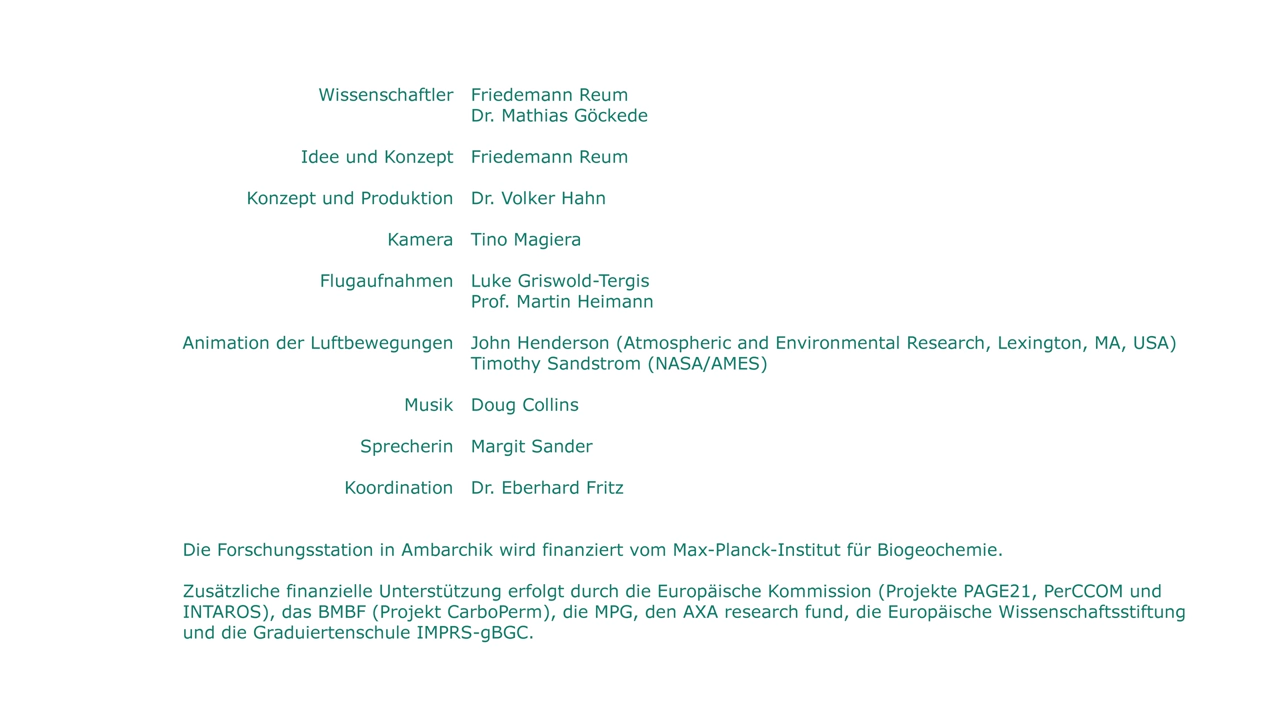 Wissenschaftler Friedemann Reum
Dr. Mathias Göckede
Idee und Konzept Friedemann Reum
Konzept und Produktion Dr. Volker Hahn
Kamera Tino Magiera
Flugaufnahmen Luke Griswold-Tergis
Prof. Martin Heimann
Animation der Luftbewegungen John Henderson (Atmospheric and Environmental Research, Lexington, MA, USA)
Timothy Sandstrom (NASA/AMES)
Musik Doug Collins
Sprecherin Margit Sander
Koordination Dr. Eberhard Fritz
Die Forschungsstation in Ambarchik wird finanziert vom Max-Planck-Institut für Biogeochemie.
Zusätzliche finanzielle Unterstützung erfolgt durch die Europäische Kommission (Projekte PAGE21, PerCCOM und
INTAROS), das BMBF (Projekt CarboPerm), die MPG, den AXA research fund, die Europäische Wissenschaftsstiftung
und die Graduiertenschule IMPRS-gBGC.